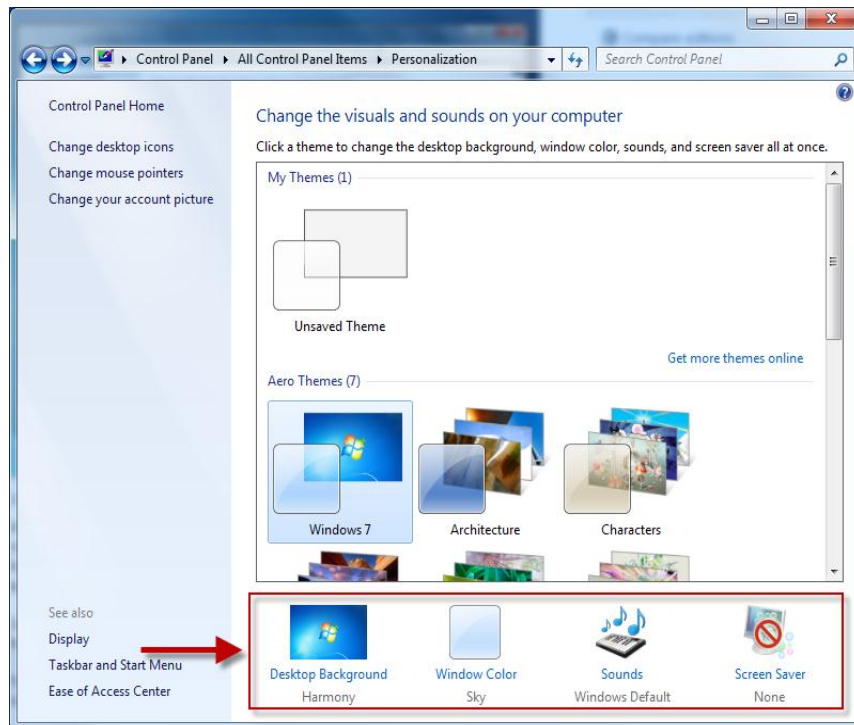 Control Panel ▸ All Control Panel Items ▸ Personalization
Search Control Panel
Control Panel Home
Change desktop icons
Change mouse pointers
Change your account picture
See also
Display
Taskbar and Start Menu
Ease of Access Center
Change the visuals and sounds on your computer
Click a theme to change the desktop background, window color, sounds, and screen saver all at once.
My Themes (1)
Unsaved Theme
Get more themes online
Aero Themes (7)
Windows 7
Architecture
Characters
Desktop Background
Harmony
Window Color
Sky
Sounds
Windows Default
Screen Saver
None